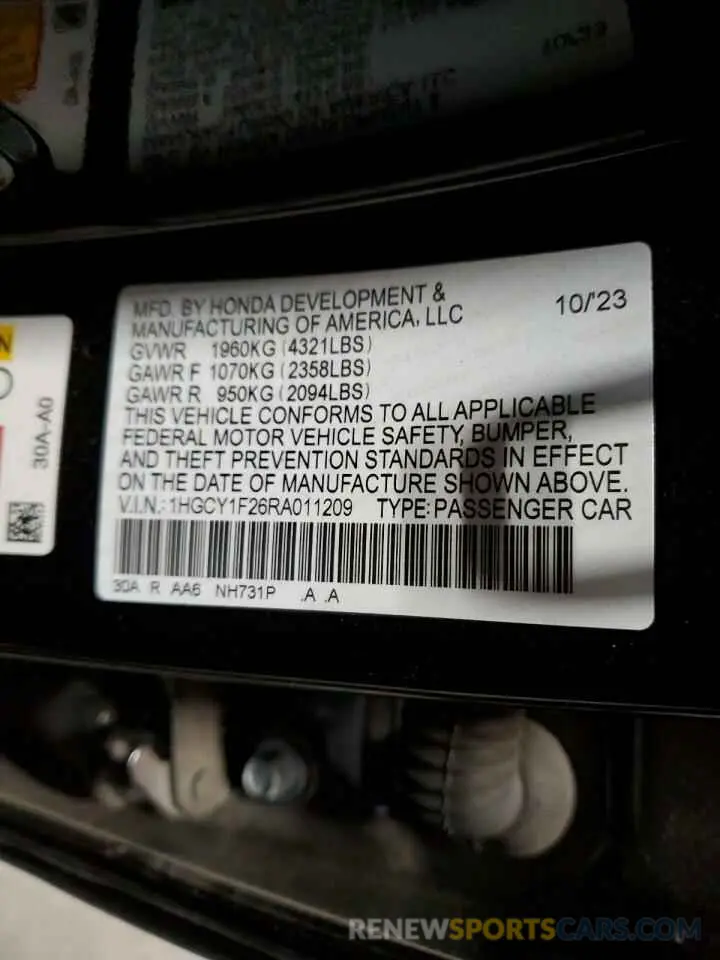 10/'23
MFD. BY HONDA DEVELOPMENT &
MANUFACTURING OF AMERICA, LLC
GVWR 1960KG (4321LBS)
GAWR F 1070KG (2358LBS)
GAWR R 950KG (2094LBS)
THIS VEHICLE CONFORMS TO ALL APPLICABLE
FEDERAL MOTOR VEHICLE SAFETY, BUMPER,
AND THEFT PREVENTION STANDARDS IN EFFECT
ON THE DATE OF MANUFACTURE SHOWN ABOVE.
V.I.N.: 1HGCY1F26RA011209 TYPE: PASSENGER CAR
30A R AA6 NH731P .A .A
N
30A-A0
RENEWSPORTSCARS.COM